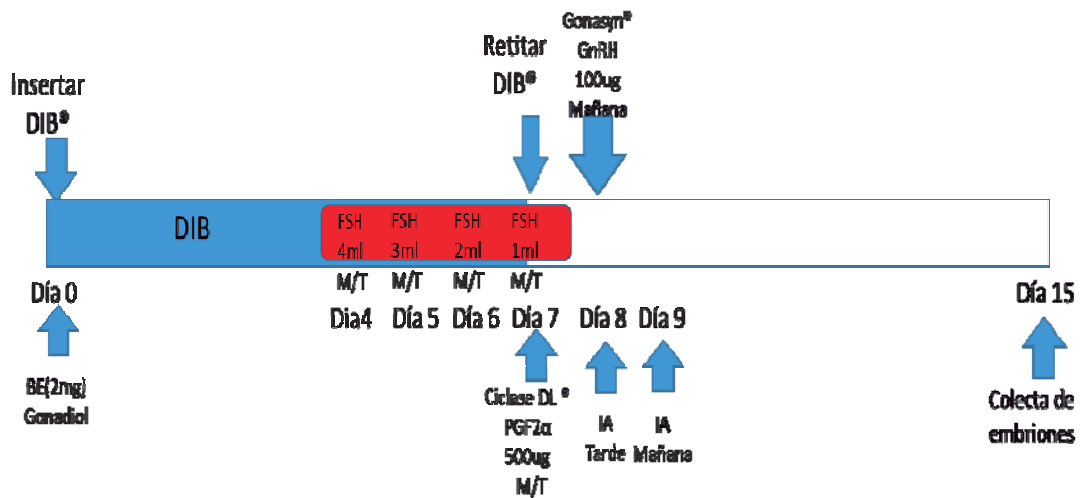 Insertar
DIB®
Retitar
DIB®
Gonasyn®
GnRH
100ug
Mañana
DIB
FSH
4ml
FSH
3ml
FSH
2ml
FSH
1ml
M/T
M/T
M/T
M/T
Día 0
Dia4
Día 5
Día 6
Día 7
Día 8
Día 9
Día 15
BE(2mg)
Gonadiol
Ciclase DL ®
PGF2α
500ug
M/T
IA
Tarde
IA
Mañana
Colecta de
embriones